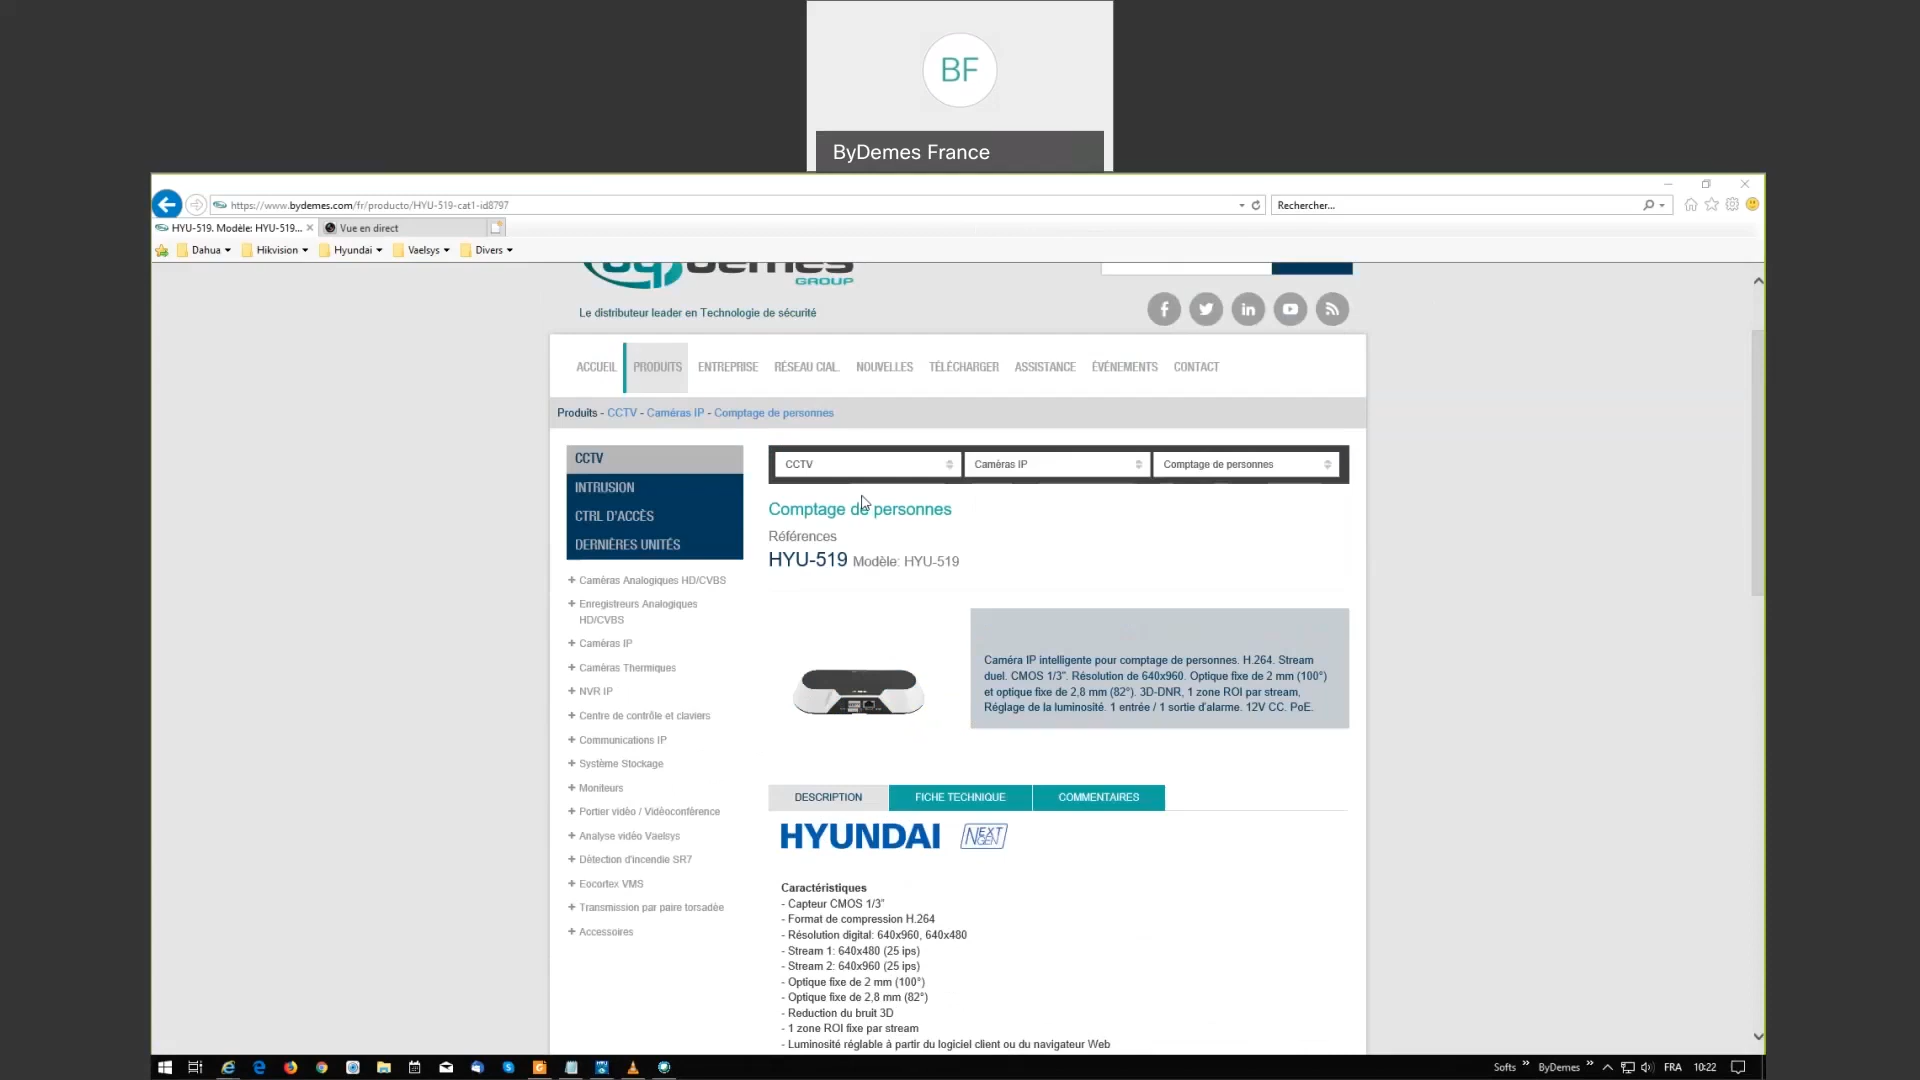 BF
ByDemes France
https://www.bydemes.com/fr/producto/HYU-519-cat1-id8797
Rechercher...
HYU-519. Modèle: HYU-519...
Vue en direct
Dahua
Hikvision
Hyundai
Vaelsys
Divers
bydemes
GROUP
Le distributeur leader en Technologie de sécurité
ACCUEIL
PRODUITS
ENTREPRISE
RÉSEAU CIAL.
NOUVELLES
TÉLÉCHARGER
ASSISTANCE
ÉVÉNEMENTS
CONTACT
Produits - CCTV - Caméras IP - Comptage de personnes
CCTV
INTRUSION
CTRL D'ACCÈS
DERNIÈRES UNITÉS
+ Caméras Analogiques HD/CVBS
+ Enregistreurs Analogiques
HD/CVBS
+ Caméras IP
+ Caméras Thermiques
+ NVR IP
+ Centre de contrôle et claviers
+ Communications IP
+ Système Stockage
+ Moniteurs
+ Portier vidéo / Vidéoconférence
+ Analyse vidéo Vaelsys
+ Détection d'incendie SR7
+ Eocortex VMS
+ Transmission par paire torsadée
+ Accessoires
CCTV
Caméras IP
Comptage de personnes
Comptage de personnes
Références
HYU-519 Modèle: HYU-519
Caméra IP intelligente pour comptage de personnes. H.264. Stream
duel. CMOS 1/3". Résolution de 640x960. Optique fixe de 2 mm (100°)
et optique fixe de 2,8 mm (82°). 3D-DNR, 1 zone ROI par stream,
Réglage de la luminosité. 1 entrée / 1 sortie d'alarme. 12V CC. PoE.
DESCRIPTION
FICHE TECHNIQUE
COMMENTAIRES
HYUNDAI
NEXT
GEN
Caractéristiques
- Capteur CMOS 1/3"
- Format de compression H.264
- Résolution digital: 640x960, 640x480
- Stream 1: 640x480 (25 ips)
- Stream 2: 640x960 (25 ips)
- Optique fixe de 2 mm (100°)
- Optique fixe de 2,8 mm (82°)
- Reduction du bruit 3D
- 1 zone ROI fixe par stream
- Luminosité réglable à partir du logiciel client ou du navigateur Web
Softs
ByDemes
FRA
10:22